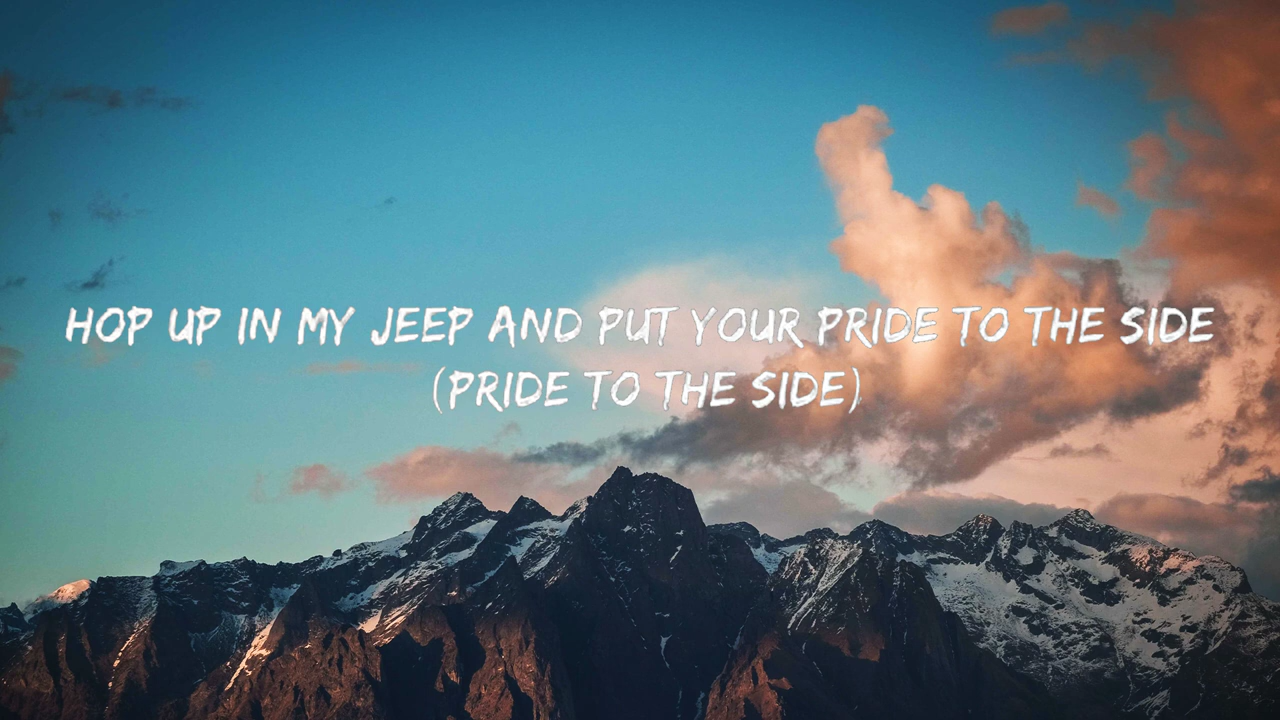 HOP UP IN MY JEEP AND PUT YOUR PRIDE TO THE SIDE
(PRIDE TO THE SIDE)